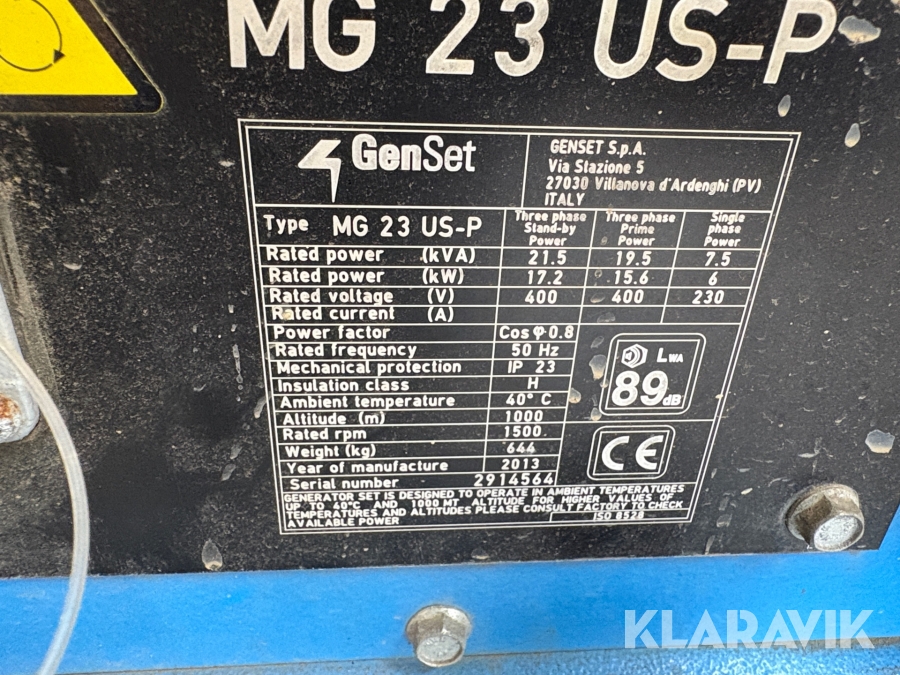 MG 23 US-P
GenSet
GENSET S.p.A.
Via Stazione 5
27030 Villanova d'Ardenghi (PV)
ITALY
Type MG 23 US-P Three phase Stand-by Power Three phase Prime Power Single phase Power
Rated power (kVA) 21.5 19.5 7.5
Rated power (kW) 17.2 15.6 6
Rated voltage (V) 400 400 230
Rated current (A)
Power factor Cos φ 0.8
Rated frequency 50 Hz
Mechanical protection IP 23
Insulation class H
Ambient temperature 40° C
Altitude (m) 1000
Rated rpm 1500
Weight (kg) 644
Year of manufacture 2013
Serial number 2914564
LWA
89dB
CE
GENERATOR SET IS DESIGNED TO OPERATE IN AMBIENT TEMPERATURES
UP TO 40°C AND 1000 MT ALTITUDE FOR HIGHER VALUES OF
TEMPERATURES AND ALTITUDES PLEASE CONSULT FACTORY TO CHECK
AVAILABLE POWER ISO 8528
KLARAVIK